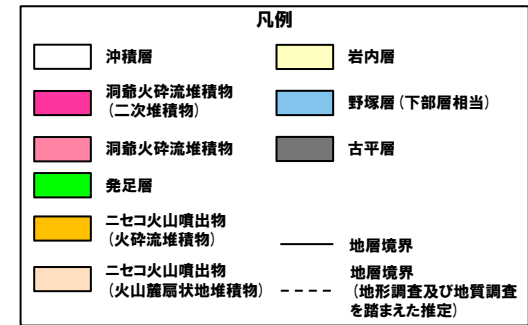 凡例
沖積層
洞爺火砕流堆積物
(二次堆積物)
洞爺火砕流堆積物
発足層
ニセコ火山噴出物
(火砕流堆積物)
ニセコ火山噴出物
(火山麓扇状地堆積物)
岩内層
野塚層(下部層相当)
古平層
地層境界
地層境界
(地形調査及び地質調査
を踏まえた推定)